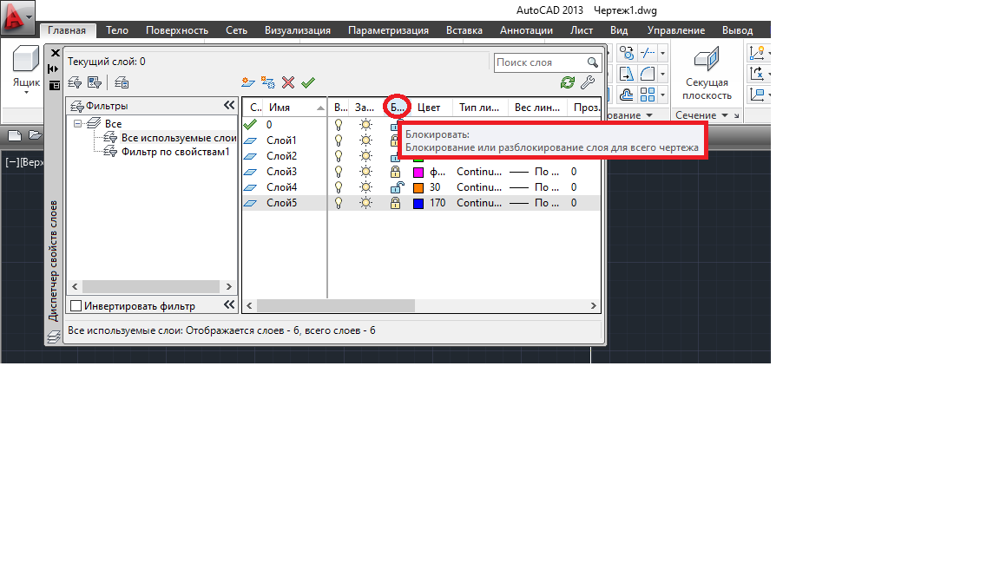 AutoCAD 2013 Чертеж1.dwg
Главная Тело Поверхность Сеть Визуализация Параметризация Вставка Аннотации Лист Вид Управление Вывод
Ящик
Секущая
плоскость
Сечение
[−][Верх
Диспетчер свойств слоев
Текущий слой: 0
Поиск слоя
Фильтры
Все
Все используемые слои
Фильтр по свойствам1
Инвертировать фильтр
С.. Имя В... За... Б... Цвет Тип ли... Вес лин... Проз.
0
Слой1
Слой2
Слой3 ф... Continu... По ... 0
Слой4 30 Continu... По ... 0
Слой5 170 Continu... По ... 0
Блокировать:
Блокирование или разблокирование слоя для всего чертежа
Все используемые слои: Отображается слоев - 6, всего слоев - 6